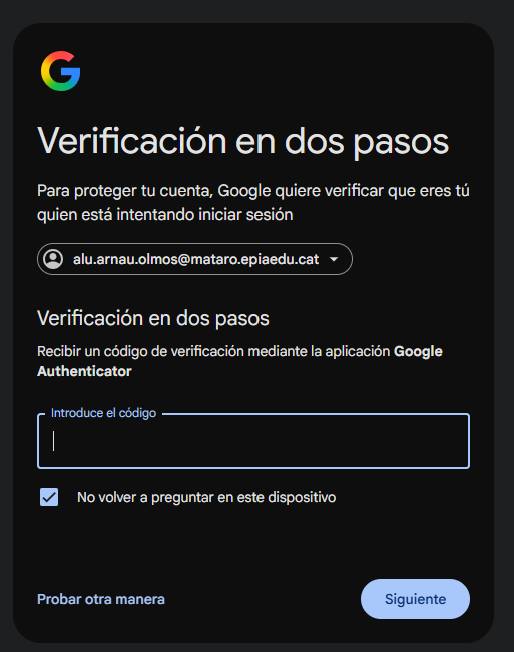 Verificación en dos pasos
Para proteger tu cuenta, Google quiere verificar que eres tú
quien está intentando iniciar sesión
alu.arnau.olmos@mataro.epiaedu.cat
Verificación en dos pasos
Recibir un código de verificación mediante la aplicación Google
Authenticator
Introduce el código
No volver a preguntar en este dispositivo
Probar otra manera
Siguiente